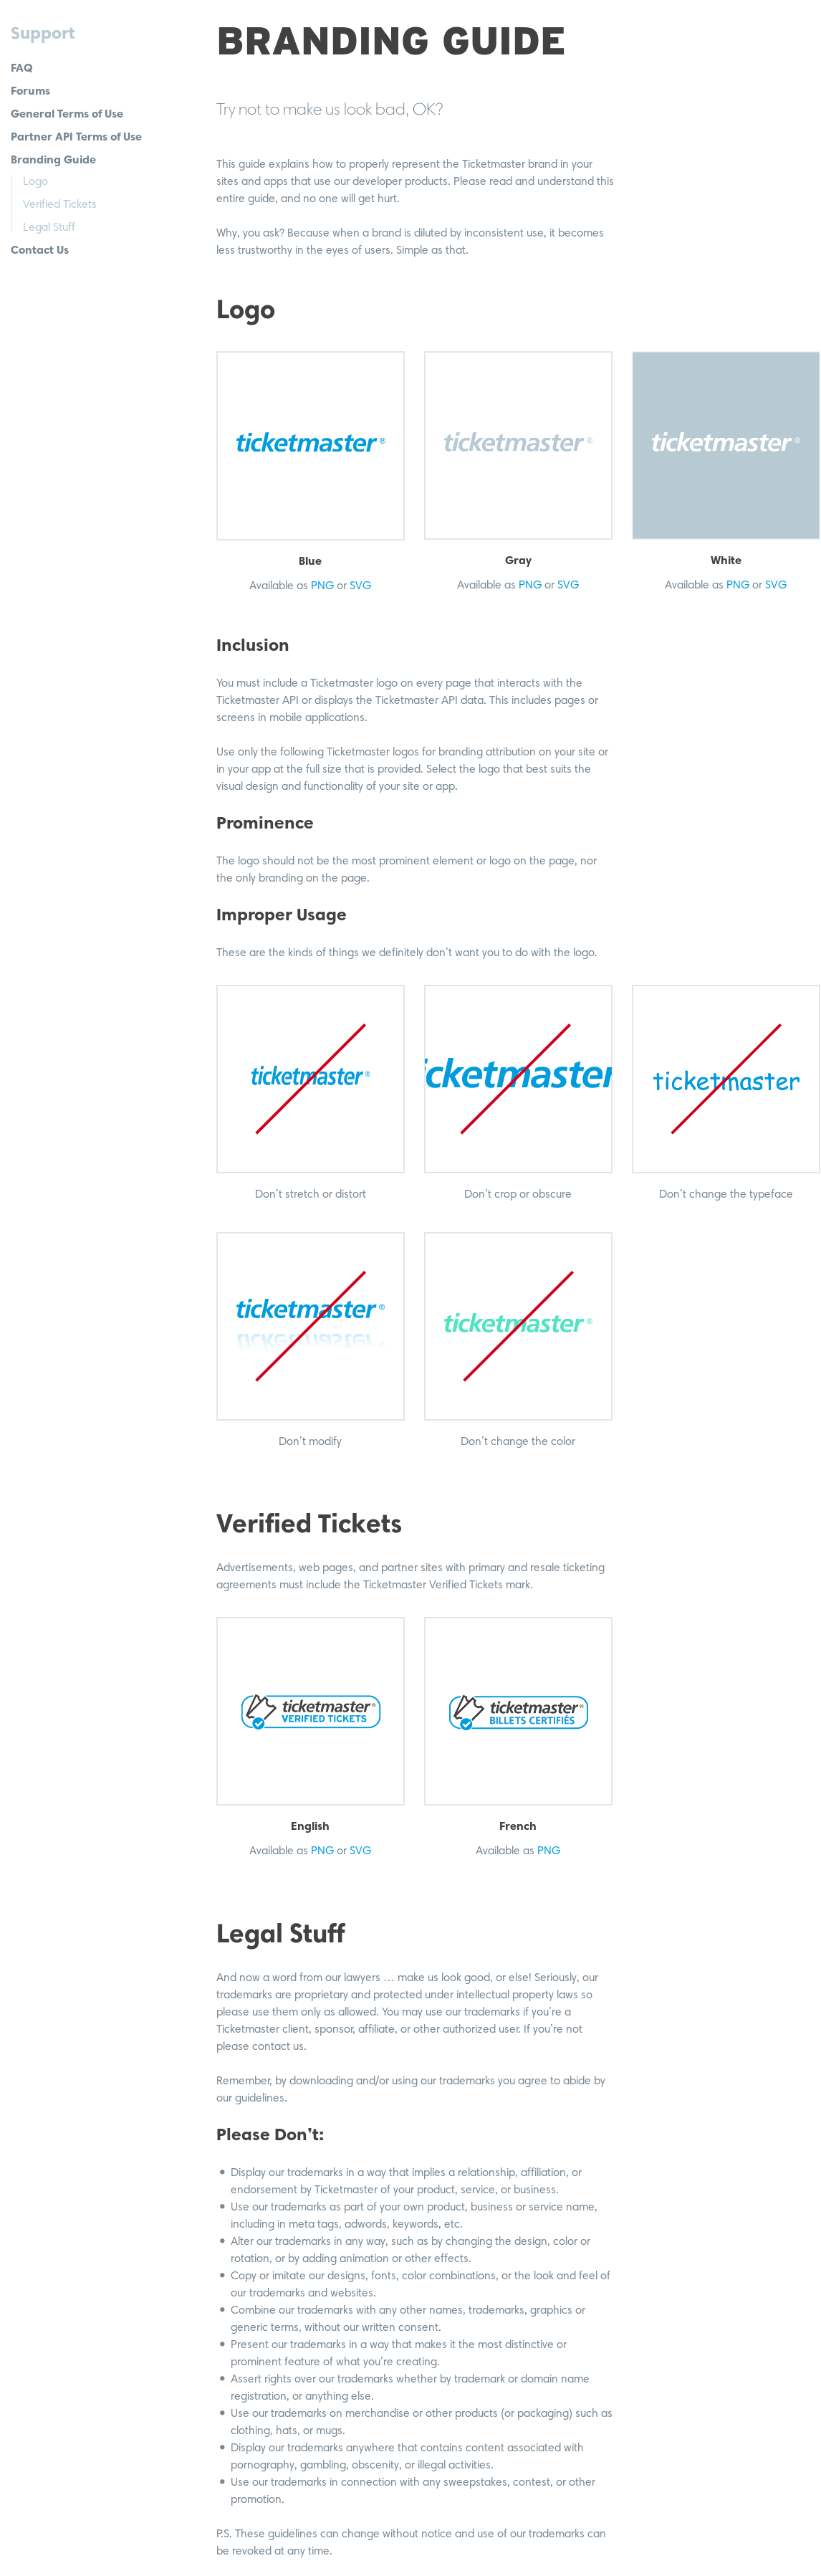 Support
FAQ
Forums
General Terms of Use
Partner API Terms of Use
Branding Guide
Logo
Verified Tickets
Legal Stuff
Contact Us
BRANDING GUIDE
Try not to make us look bad, OK?
This guide explains how to properly represent the Ticketmaster brand in your
sites and apps that use our developer products. Please read and understand this
entire guide, and no one will get hurt.
Why, you ask? Because when a brand is diluted by inconsistent use, it becomes
less trustworthy in the eyes of users. Simple as that.
Logo
ticketmaster®
ticketmaster®
ticketmaster®
Blue
Gray
White
Available as PNG or SVG
Available as PNG or SVG
Available as PNG or SVG
Inclusion
You must include a Ticketmaster logo on every page that interacts with the
Ticketmaster API or displays the Ticketmaster API data. This includes pages or
screens in mobile applications.
Use only the following Ticketmaster logos for branding attribution on your site or
in your app at the full size that is provided. Select the logo that best suits the
visual design and functionality of your site or app.
Prominence
The logo should not be the most prominent element or logo on the page, nor
the only branding on the page.
Improper Usage
These are the kinds of things we definitely don't want you to do with the logo.
ticketmaster®
icketmaster
ticketmaster
Don't stretch or distort
Don't crop or obscure
Don't change the typeface
ticketmaster®
ticketmaster
ticketmaster®
Don't modify
Don't change the color
Verified Tickets
Advertisements, web pages, and partner sites with primary and resale ticketing
agreements must include the Ticketmaster Verified Tickets mark.
ticketmaster®
VERIFIED TICKETS
ticketmaster®
BILLETS CERTIFIÉS
English
French
Available as PNG or SVG
Available as PNG
Legal Stuff
And now a word from our lawyers … make us look good, or else! Seriously, our
trademarks are proprietary and protected under intellectual property laws so
please use them only as allowed. You may use our trademarks if you're a
Ticketmaster client, sponsor, affiliate, or other authorized user. If you're not
please contact us.
Remember, by downloading and/or using our trademarks you agree to abide by
our guidelines.
Please Don't:
• Display our trademarks in a way that implies a relationship, affiliation, or
endorsement by Ticketmaster of your product, service, or business.
• Use our trademarks as part of your own product, business or service name,
including in meta tags, adwords, keywords, etc.
• Alter our trademarks in any way, such as by changing the design, color or
rotation, or by adding animation or other effects.
• Copy or imitate our designs, fonts, color combinations, or the look and feel of
our trademarks and websites.
• Combine our trademarks with any other names, trademarks, graphics or
generic terms, without our written consent.
• Present our trademarks in a way that makes it the most distinctive or
prominent feature of what you're creating.
• Assert rights over our trademarks whether by trademark or domain name
registration, or anything else.
• Use our trademarks on merchandise or other products (or packaging) such as
clothing, hats, or mugs.
• Display our trademarks anywhere that contains content associated with
pornography, gambling, obscenity, or illegal activities.
• Use our trademarks in connection with any sweepstakes, contest, or other
promotion.
P.S. These guidelines can change without notice and use of our trademarks can
be revoked at any time.